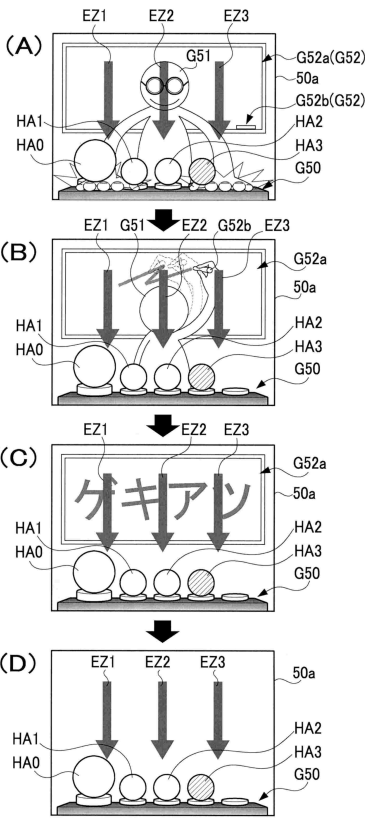 (A)
EZ1 EZ2 G51 EZ3
G52a(G52)
50a
G52b(G52)
HA1 HA2
HA0 HA3
G50
(B)
EZ1 G51 EZ2 G52b EZ3
G52a
50a
HA1 HA2
HA0 HA3
G50
(C)
EZ1 EZ2 EZ3
G52a
50a
ゲキアツ
HA1 HA2
HA0 HA3
G50
(D)
EZ1 EZ2 EZ3
50a
HA1 HA2
HA0 HA3
G50